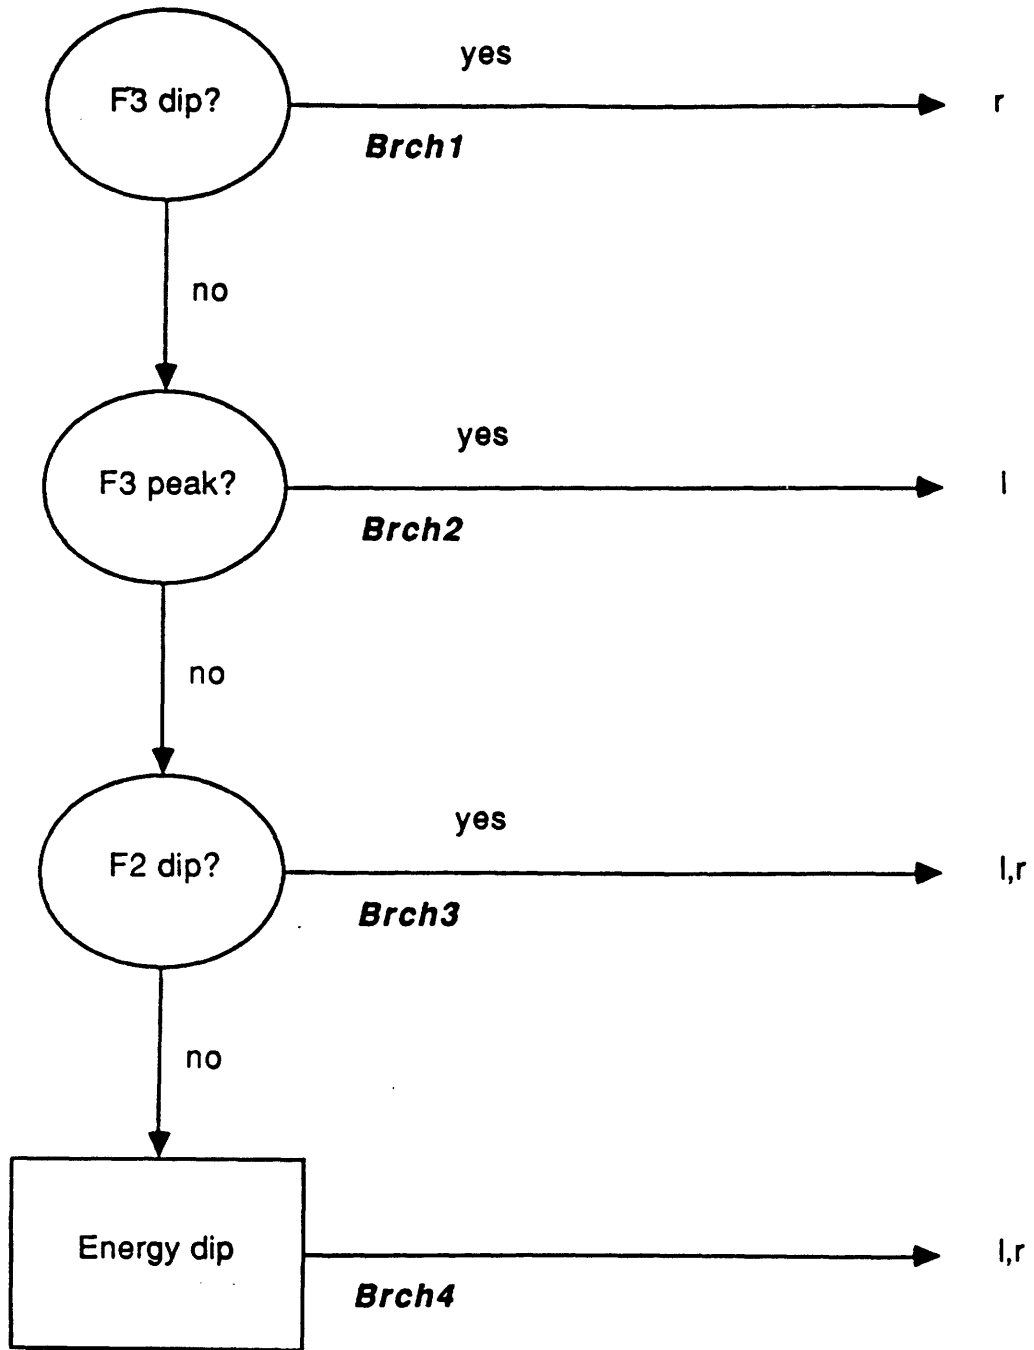 yes
F3 dip?
r
Brch1
no
yes
F3 peak?
l
Brch2
no
yes
F2 dip?
l,r
Brch3
no
Energy dip
l,r
Brch4